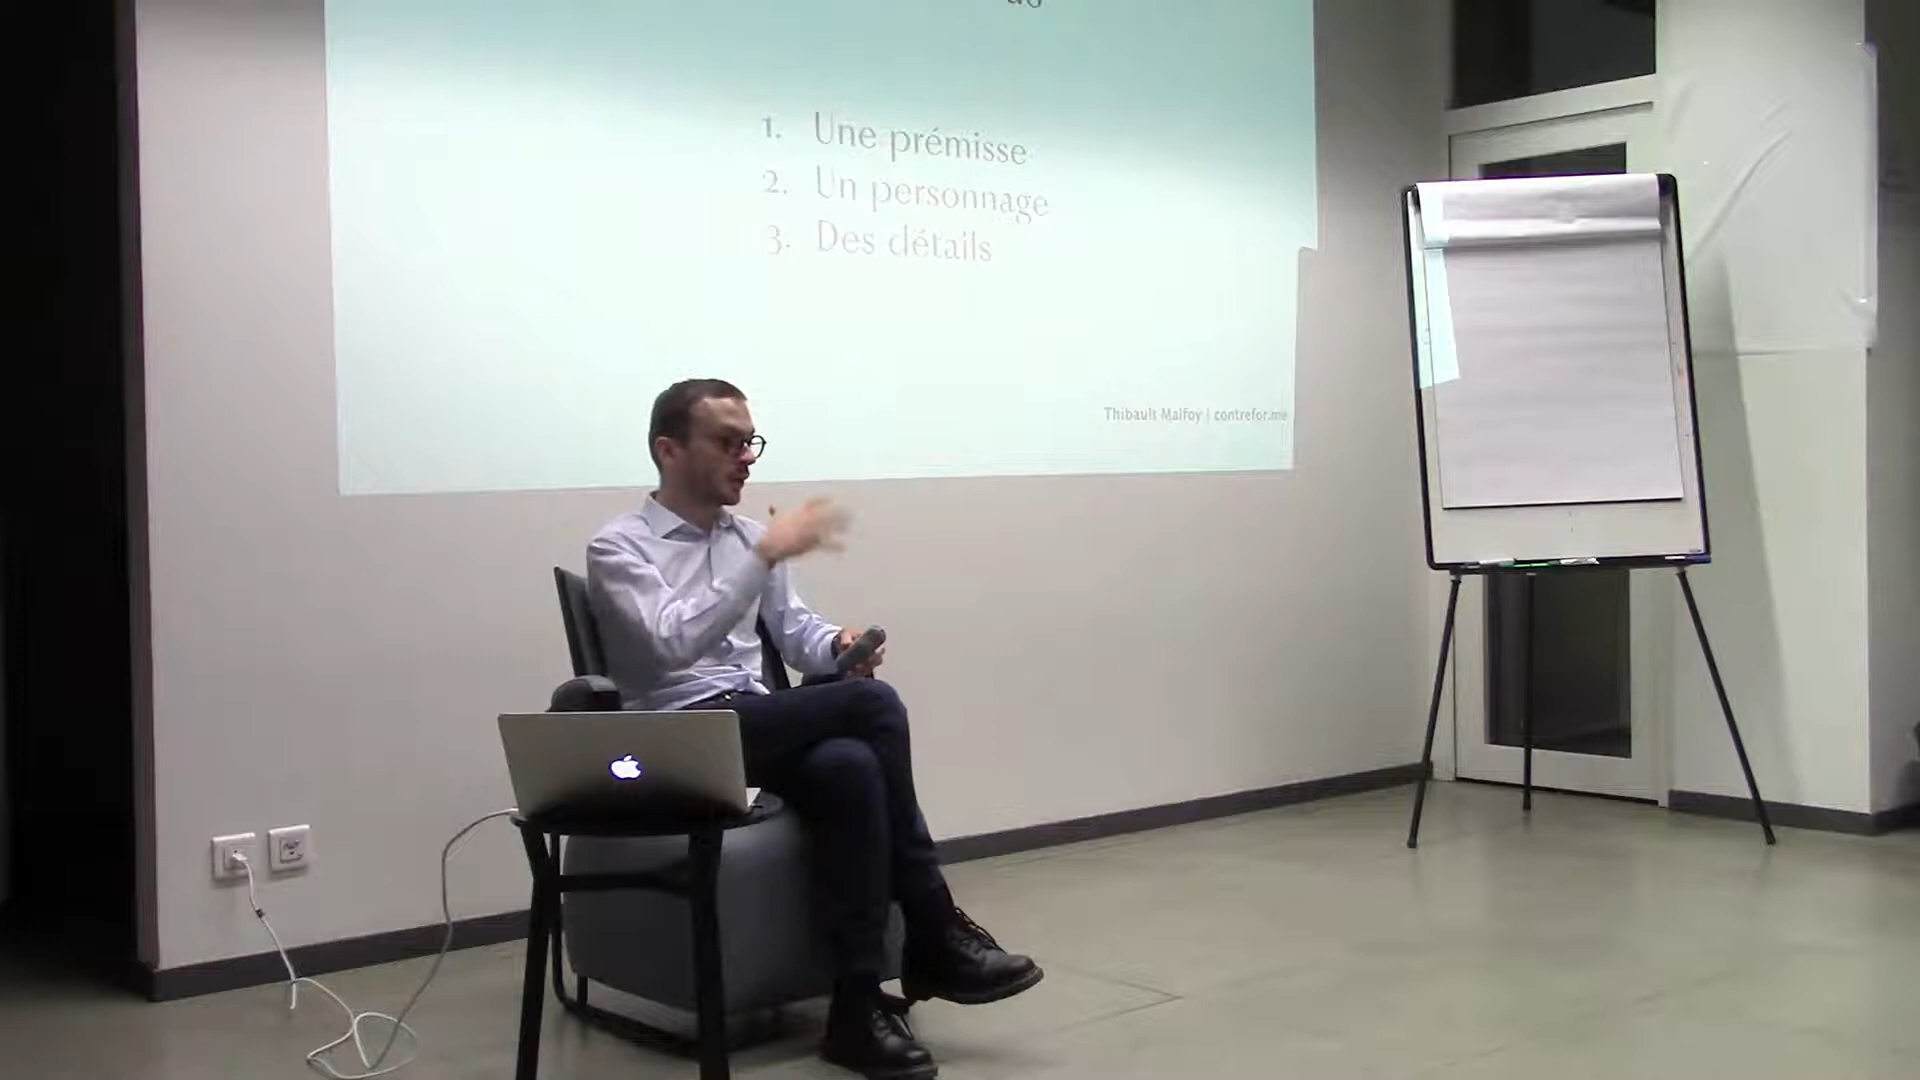 1. Une prémisse
2. Un personnage
3. Des détails
Thibault Malfoy | contrefor.me